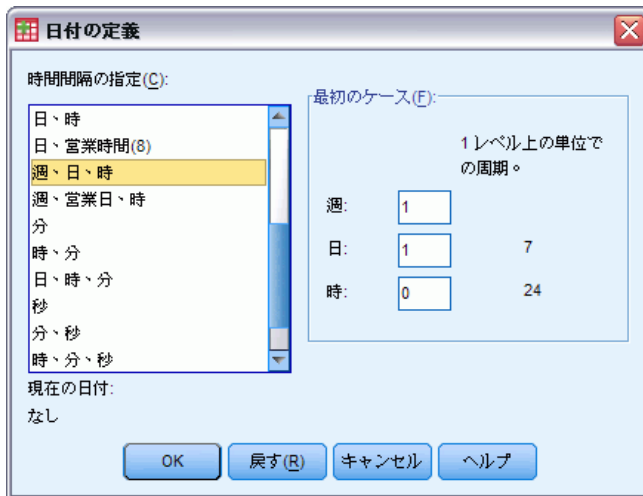 日付の定義
時間間隔の指定(C):
日、時
日、営業時間(8)
週、日、時
週、営業日、時
分
時、分
日、時、分
秒
分、秒
時、分、秒
現在の日付:
なし
最初のケース(F):
1 レベル上の単位で
の周期。
週: 1
日: 1 7
時: 0 24
OK 戻す(R) キャンセル ヘルプ